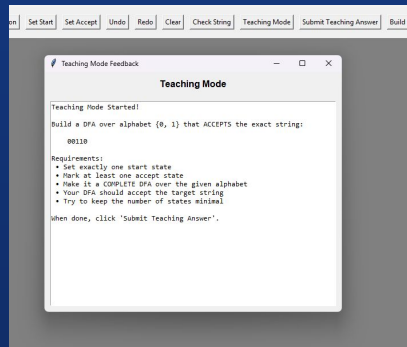 on Set Start Set Accept Undo Redo Clear Check String Teaching Mode Submit Teaching Answer Build
Teaching Mode Feedback
Teaching Mode
Teaching Mode Started!
Build a DFA over alphabet {0, 1} that ACCEPTS the exact string:
00110
Requirements:
• Set exactly one start state
• Mark at least one accept state
• Make it a COMPLETE DFA over the given alphabet
• Your DFA should accept the target string
• Try to keep the number of states minimal
When done, click 'Submit Teaching Answer'.